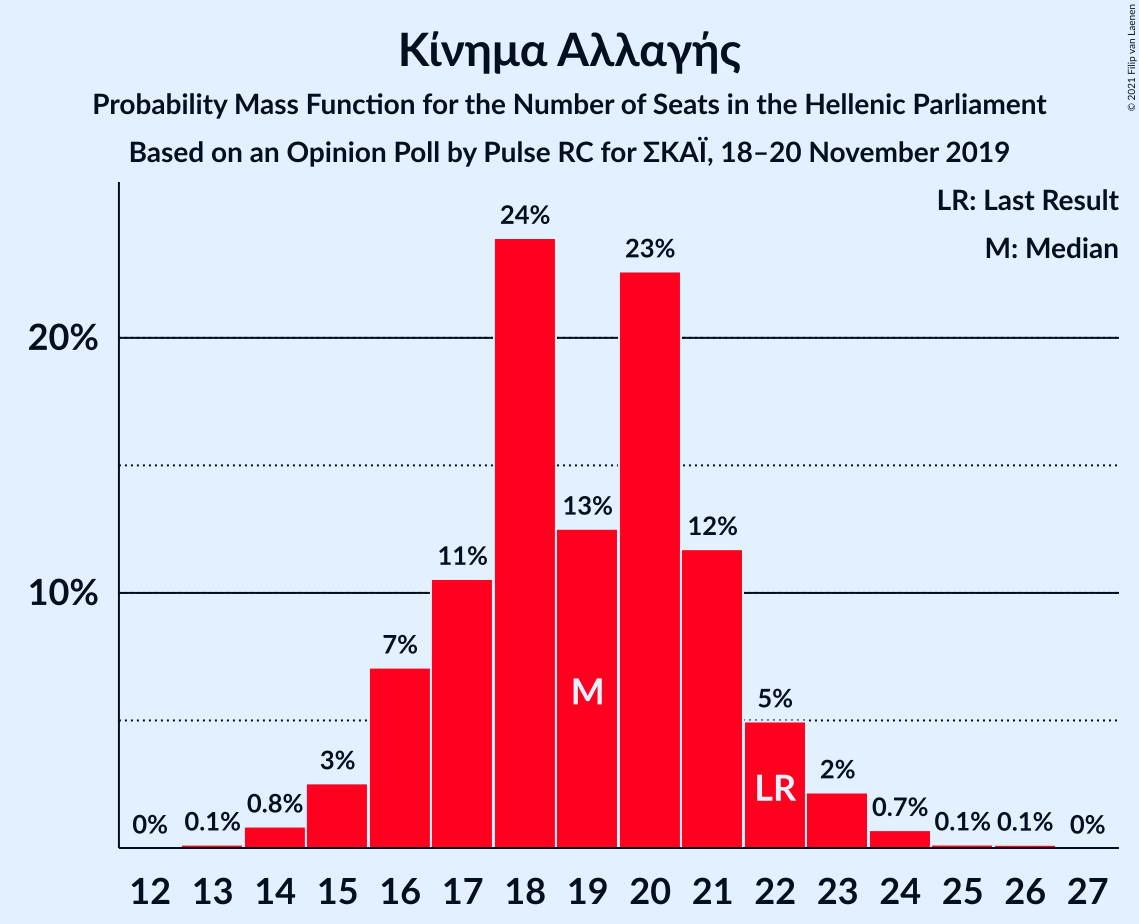 Κίνημα Αλλαγής
Probability Mass Function for the Number of Seats in the Hellenic Parliament
Based on an Opinion Poll by Pulse RC for ΣΚΑΪ, 18–20 November 2019
© 2021 Filip van Laenen
LR: Last Result
M: Median
24%
23%
20%
13%
12%
11%
10%
7%
M
5%
3%
LR
2%
0% 0.1% 0.8% 0.7% 0.1% 0.1% 0%
12 13 14 15 16 17 18 19 20 21 22 23 24 25 26 27